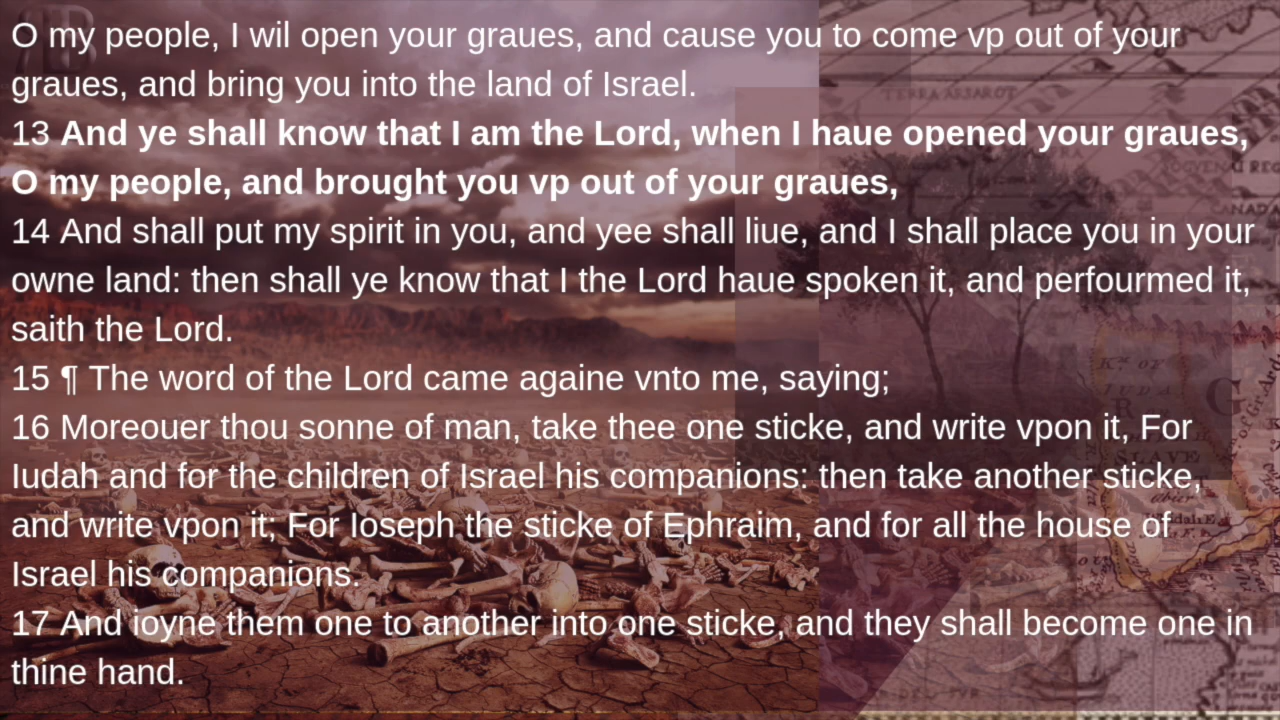 O my people, I wil open your graues, and cause you to come vp out of your
graues, and bring you into the land of Israel.
13 And ye shall know that I am the Lord, when I haue opened your graues,
O my people, and brought you vp out of your graues,
14 And shall put my spirit in you, and yee shall liue, and I shall place you in your
owne land: then shall ye know that I the Lord haue spoken it, and perfourmed it,
saith the Lord.
15 ¶ The word of the Lord came againe vnto me, saying;
16 Moreouer thou sonne of man, take thee one sticke, and write vpon it, For
Iudah and for the children of Israel his companions: then take another sticke,
and write vpon it; For Ioseph the sticke of Ephraim, and for all the house of
Israel his companions.
17 And ioyne them one to another into one sticke, and they shall become one in
thine hand.
TERRA
K.m OF
IUDA
SLAVE
DEL SVR